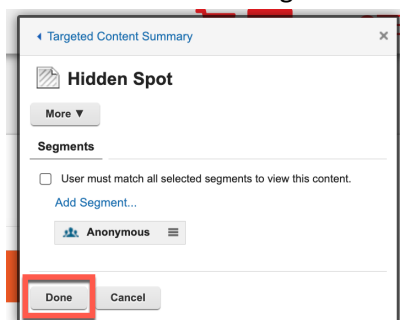 Targeted Content Summary
Hidden Spot
More ▼
Segments
User must match all selected segments to view this content.
Add Segment...
Anonymous
Done Cancel